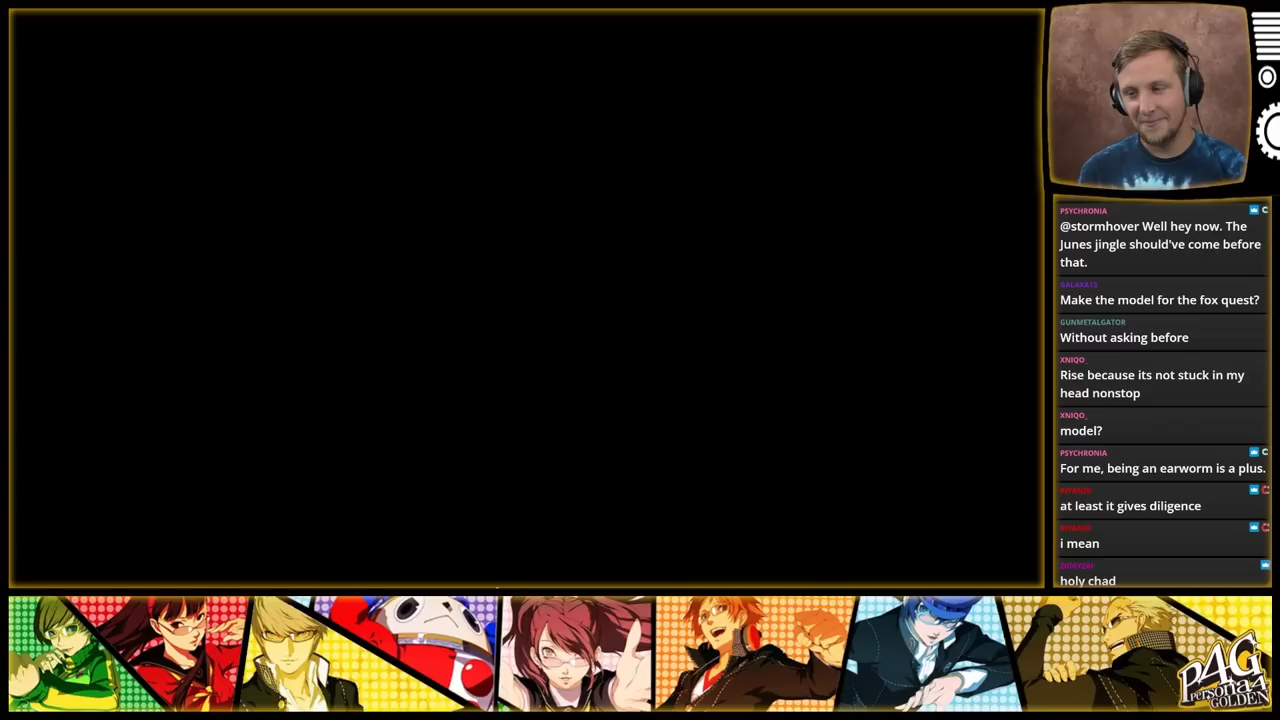 PSYCHRONIA
@stormhover Well hey now. The
Junes jingle should've come before
that.
GALAXA13
Make the model for the fox quest?
GUNMETALGATOR
Without asking before
XNIQO_
Rise because its not stuck in my
head nonstop
XNIQO_
model?
PSYCHRONIA
For me, being an earworm is a plus.
at least it gives diligence
i mean
holy chad
P4G
Persona4
GOLDEN